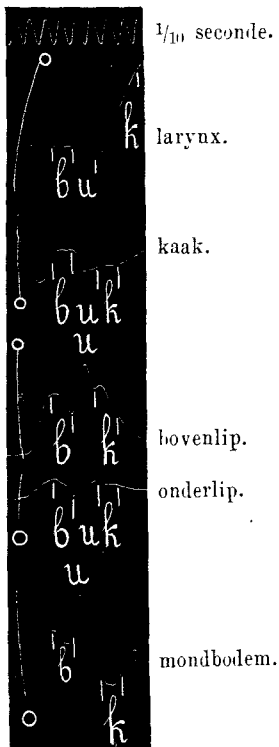 1/10 seconde.
k
larynx.
b u
kaak.
b u k
u
b k
bovenlip.
onderlip.
b u k
u
b
mondbodem.
k